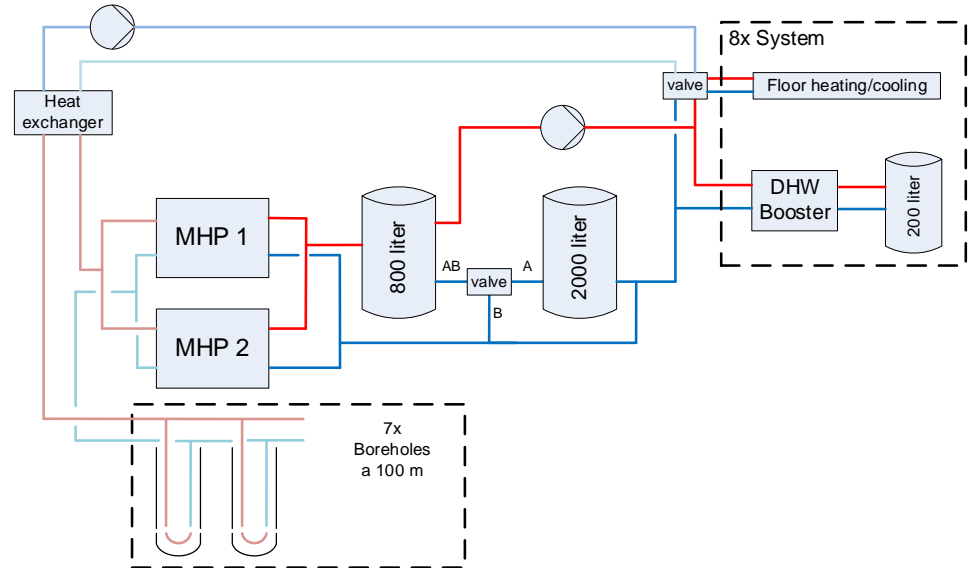 8x System
valve
Floor heating/cooling
Heat
exchanger
DHW
Booster
200 liter
MHP 1
800 liter
AB
valve
A
B
2000 liter
MHP 2
7x
Boreholes
a 100 m